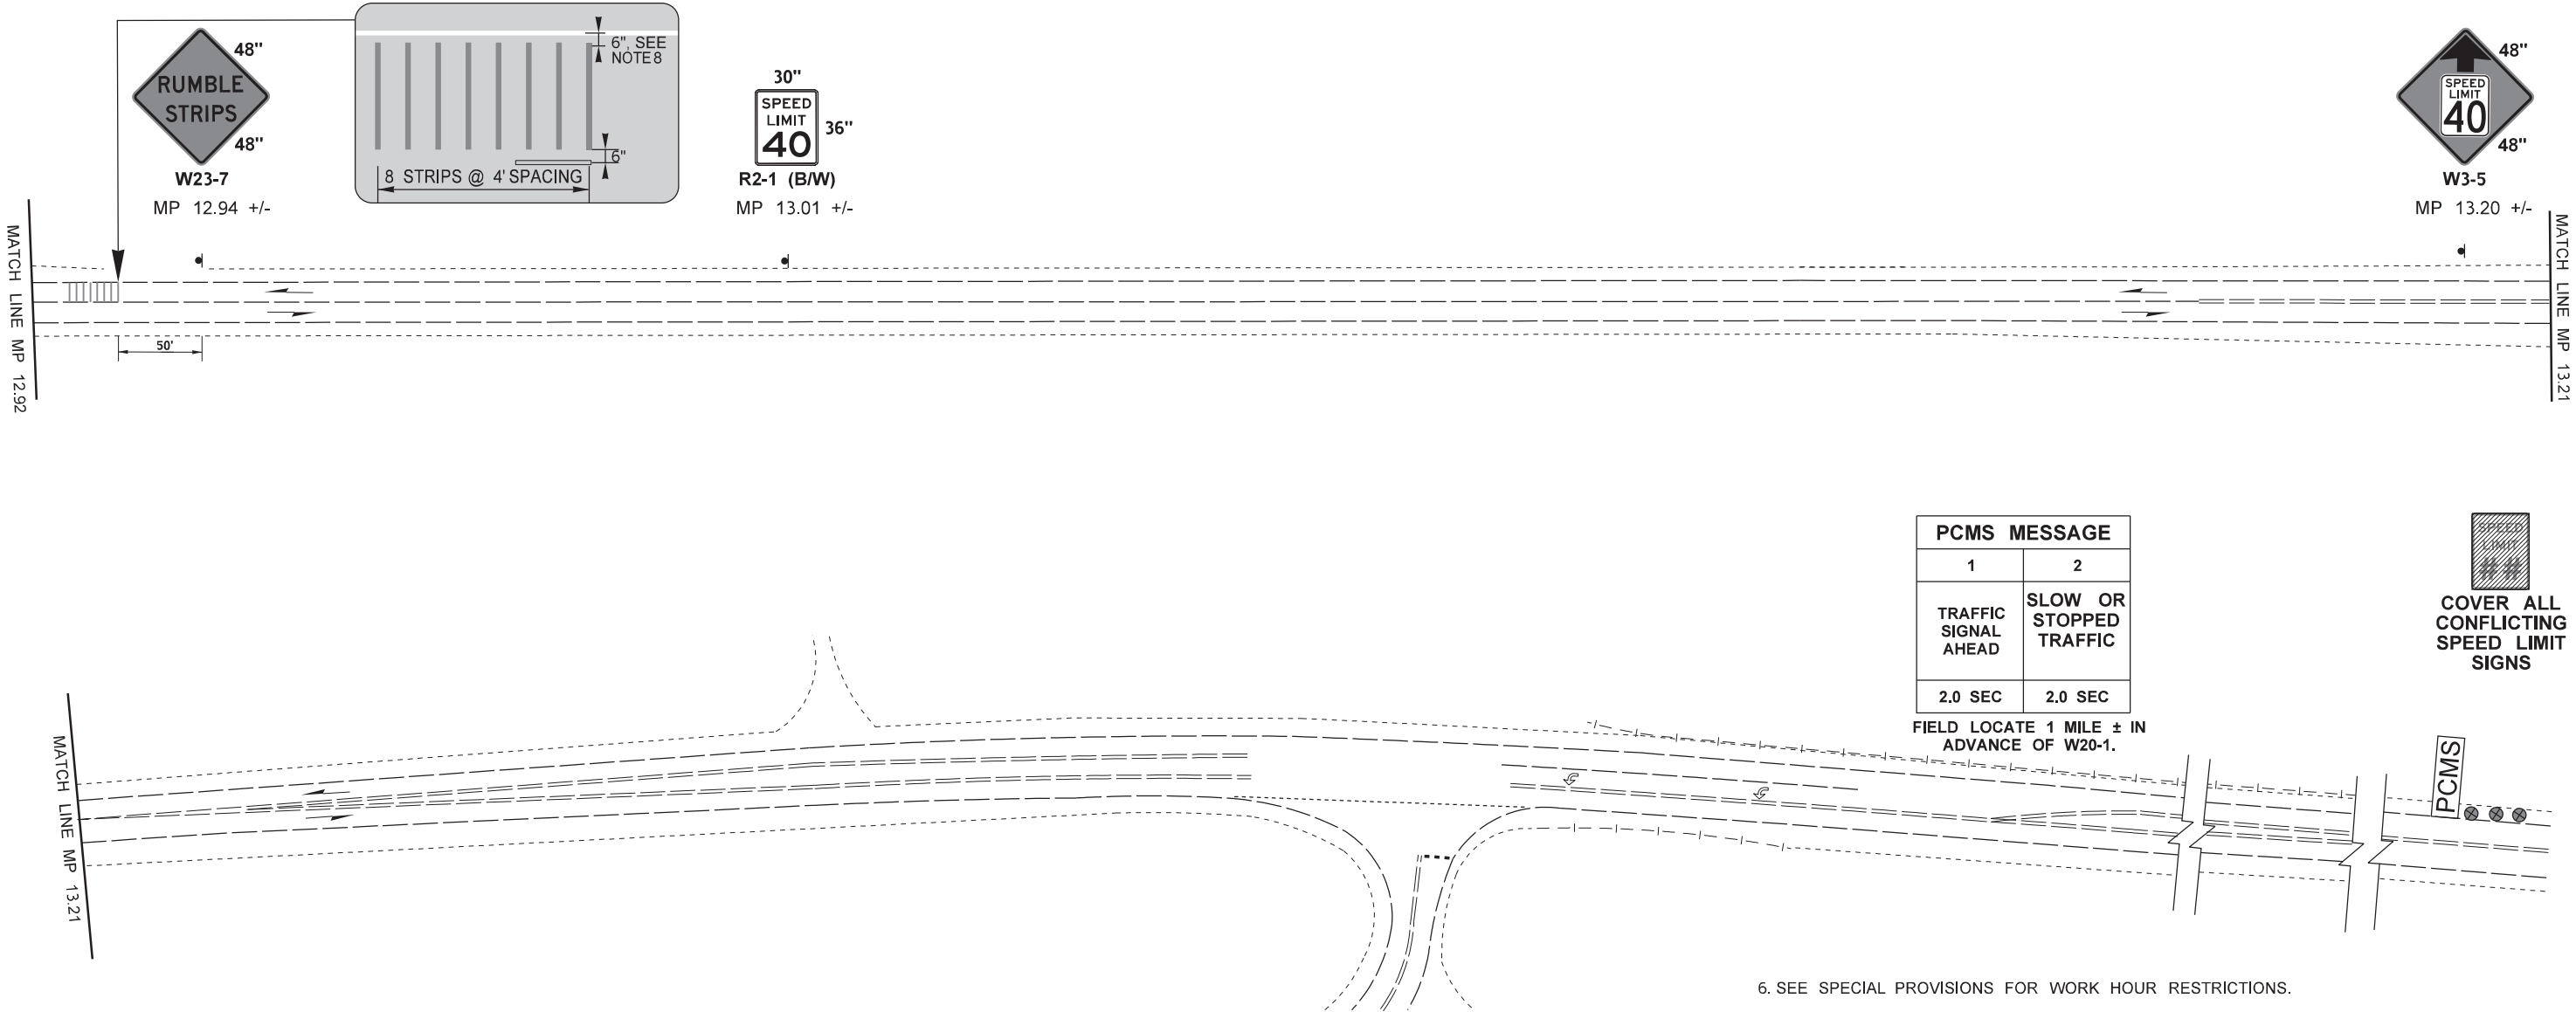 48"
RUMBLE
STRIPS
48"
W23-7
MP 12.94 +/-
6", SEE
NOTE 8
6"
8 STRIPS @ 4' SPACING
30"
SPEED
LIMIT
40
36"
R2-1 (B/W)
MP 13.01 +/-
48"
SPEED
LIMIT
40
48"
W3-5
MP 13.20 +/-
MATCH LINE MP 12.92
50'
MATCH LINE MP 13.21
PCMS MESSAGE
1 2
TRAFFIC
SIGNAL
AHEAD
SLOW OR
STOPPED
TRAFFIC
2.0 SEC 2.0 SEC
FIELD LOCATE 1 MILE ± IN
ADVANCE OF W20-1.
SPEED
LIMIT
##
COVER ALL
CONFLICTING
SPEED LIMIT
SIGNS
PCMS
MATCH LINE MP 13.21
6. SEE SPECIAL PROVISIONS FOR WORK HOUR RESTRICTIONS.